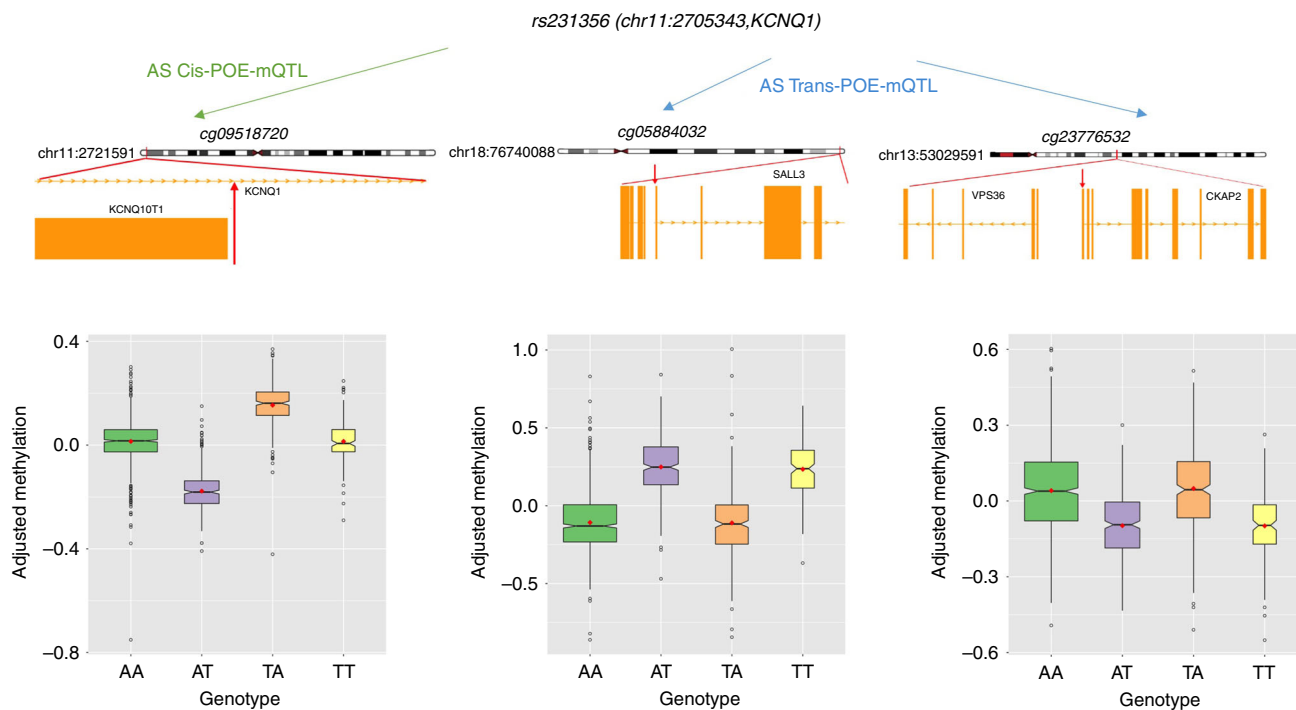 rs231356 (chr11:2705343,KCNQ1)
AS Cis-POE-mQTL
AS Trans-POE-mQTL
cg09518720
chr11:2721591
KCNQ1
KCNQ10T1
cg05884032
chr18:76740088
SALL3
cg23776532
chr13:53029591
VPS36
CKAP2
Adjusted methylation
0.4
0.0
−0.4
−0.8
AA AT TA TT
Genotype
Adjusted methylation
1.0
0.5
0.0
−0.5
AA AT TA TT
Genotype
Adjusted methylation
0.6
0.3
0.0
−0.3
−0.6
AA AT TA TT
Genotype